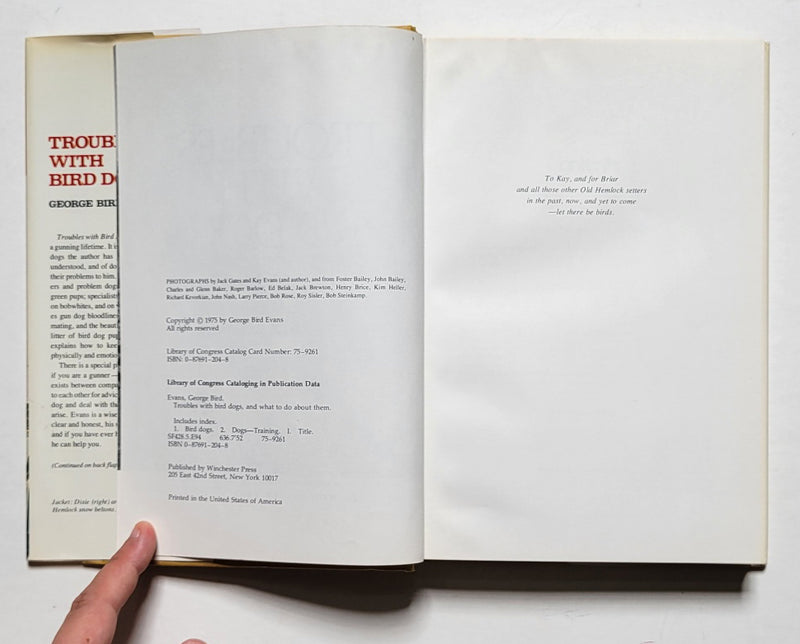 TROUB
WITH
BIRD D
GEORGE BIR
Troubles with Bird
a gunning lifetime. It is
dogs the author has
understood, and of do
their problems to him.
ers and problem dog
green pups; specialist
on bobwhites, and on
es gun dog bloodline
mating, and the beaut
litter of bird dog pup
explains how to kee
physically and emotio
There is a special p
if you are a gunner—
exists between compa
to each other for advic
dog and deal with the
arise. Evans is a wise
clear and honest, his
and if you have ever h
he can help you.
(Continued on back flap
Jacket: Dixie (right) an
Hemlock snow beltons,
PHOTOGRAPHS by Jack Gates and Kay Evans (and author), and from Foster Bailey, John Bailey,
Charles and Glenn Baker, Roger Barlow, Ed Belak, Jack Brewton, Henry Brice, Kim Heller,
Richard Kevorkian, John Nash, Larry Pierce, Bob Rose, Roy Sisler, Bob Steinkamp.
Copyright © 1975 by George Bird Evans
All rights reserved
Library of Congress Catalog Card Number: 75-9261
ISBN: 0-87691-204-8
Library of Congress Cataloging in Publication Data
Evans, George Bird.
Troubles with bird dogs, and what to do about them.
Includes index.
1. Bird dogs. 2. Dogs—Training. I. Title.
SF428.5.E94 636.7'52 75-9261
ISBN 0-87691-204-8
Published by Winchester Press
205 East 42nd Street, New York 10017
Printed in the United States of America
To Kay, and for Briar
and all those other Old Hemlock setters
in the past, now, and yet to come
—let there be birds.